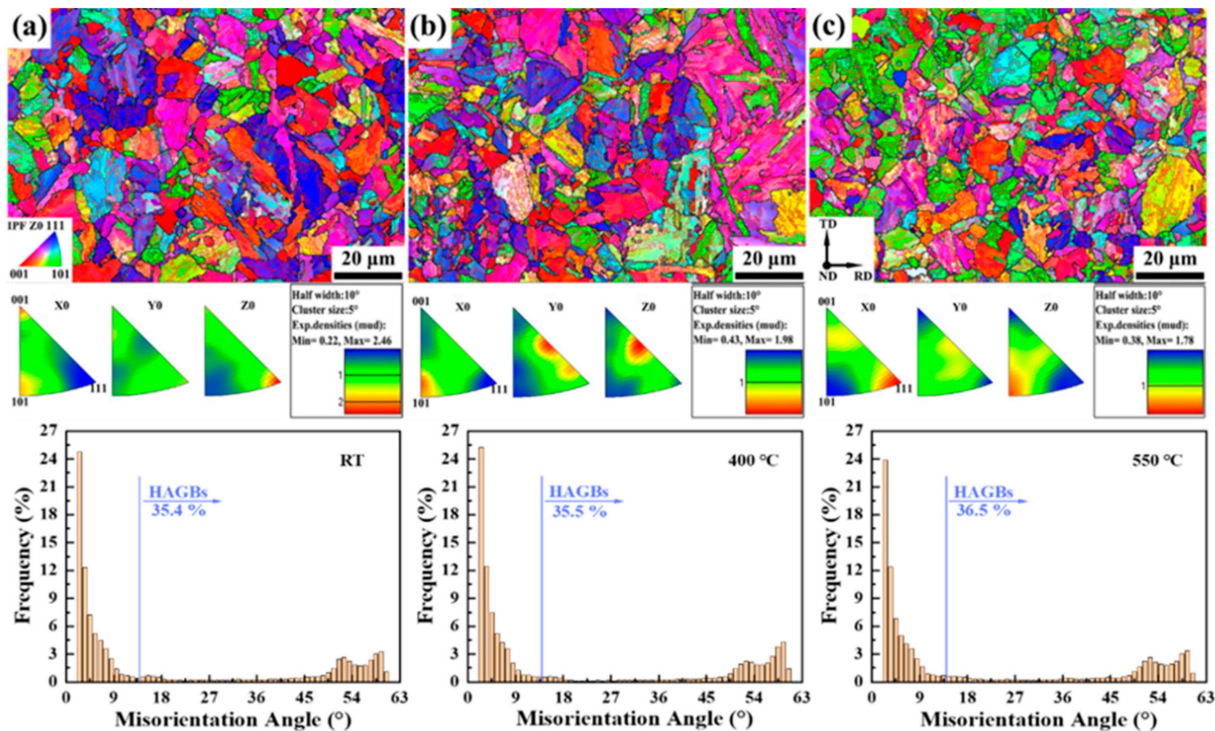 (a)
IPF Z0 111
001 101
20 μm
(b)
20 μm
(c)
TD
ND RD
20 μm
001 X0 Y0 Z0
101 111
Half width:10°
Cluster size:5°
Exp.densities (mud):
Min= 0.22, Max= 2.46
1
2
001 X0 Y0 Z0
101 111
Half width:10°
Cluster size:5°
Exp.densities (mud):
Min= 0.43, Max= 1.98
1
001 X0 Y0 Z0
101 111
Half width:10°
Cluster size:5°
Exp.densities (mud):
Min= 0.38, Max= 1.78
1
Frequency (%)
27
24
21
18
15
12
9
6
3
0
RT
HAGBs
35.4 %
0 9 18 27 36 45 54 63
Misorientation Angle (°)
Frequency (%)
27
24
21
18
15
12
9
6
3
0
400 °C
HAGBs
35.5 %
0 9 18 27 36 45 54 63
Misorientation Angle (°)
Frequency (%)
27
24
21
18
15
12
9
6
3
0
550 °C
HAGBs
36.5 %
0 9 18 27 36 45 54 63
Misorientation Angle (°)